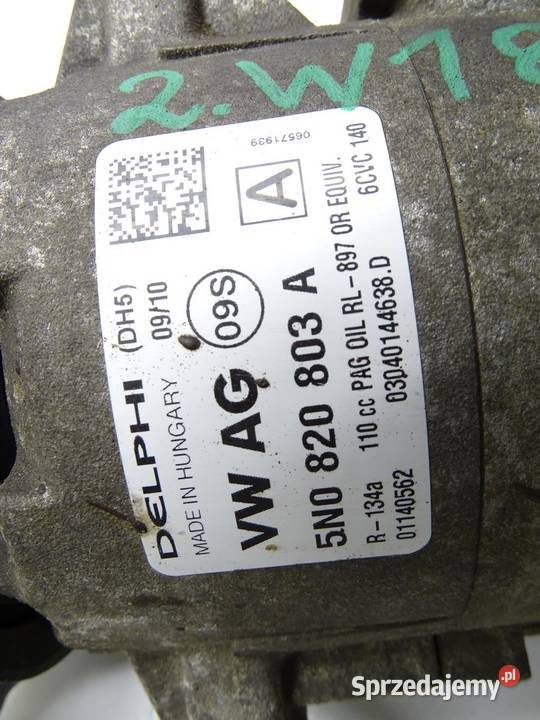 2.W18
06571939
A
DELPHI (DH5)
MADE IN HUNGARY 09/10
VW AG 09S
5N0 820 803 A
R-134a 110 cc PAG OIL RL-897 OR EQUIV.
01140562 03040144638.D 6CVC 140
Sprzedajemy.pl